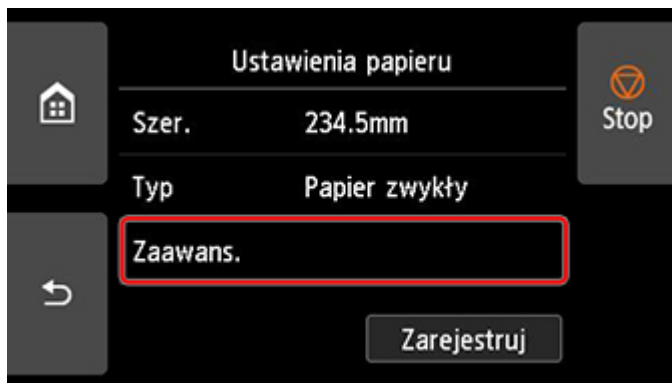 Ustawienia papieru
Szer. 234.5mm
Stop
Typ Papier zwykły
Zaawans.
Zarejestruj